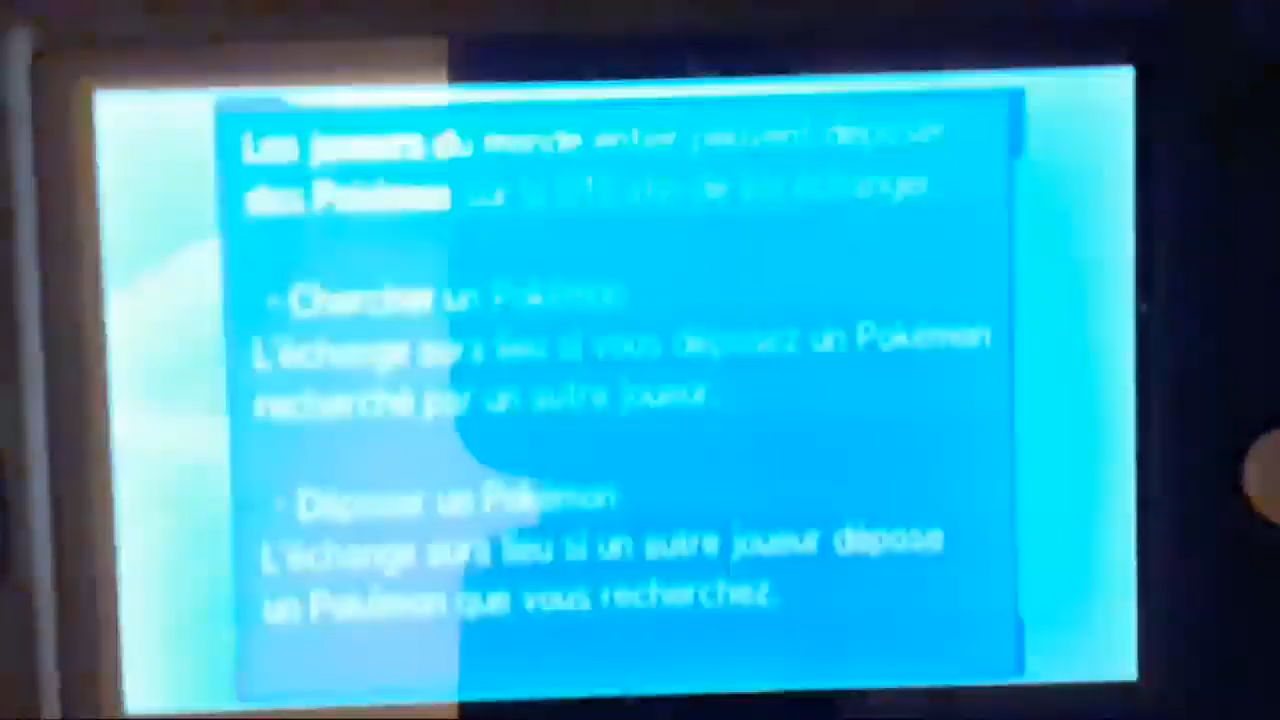 Les joueurs du monde entier peuvent déposer
des Pokémon sur la GTS afin de les échanger.
- Chercher un Pokémon
L'échange aura lieu si vous déposez un Pokémon
recherché par un autre joueur.
- Déposer un Pokémon
L'échange aura lieu si un autre joueur dépose
un Pokémon que vous recherchez.